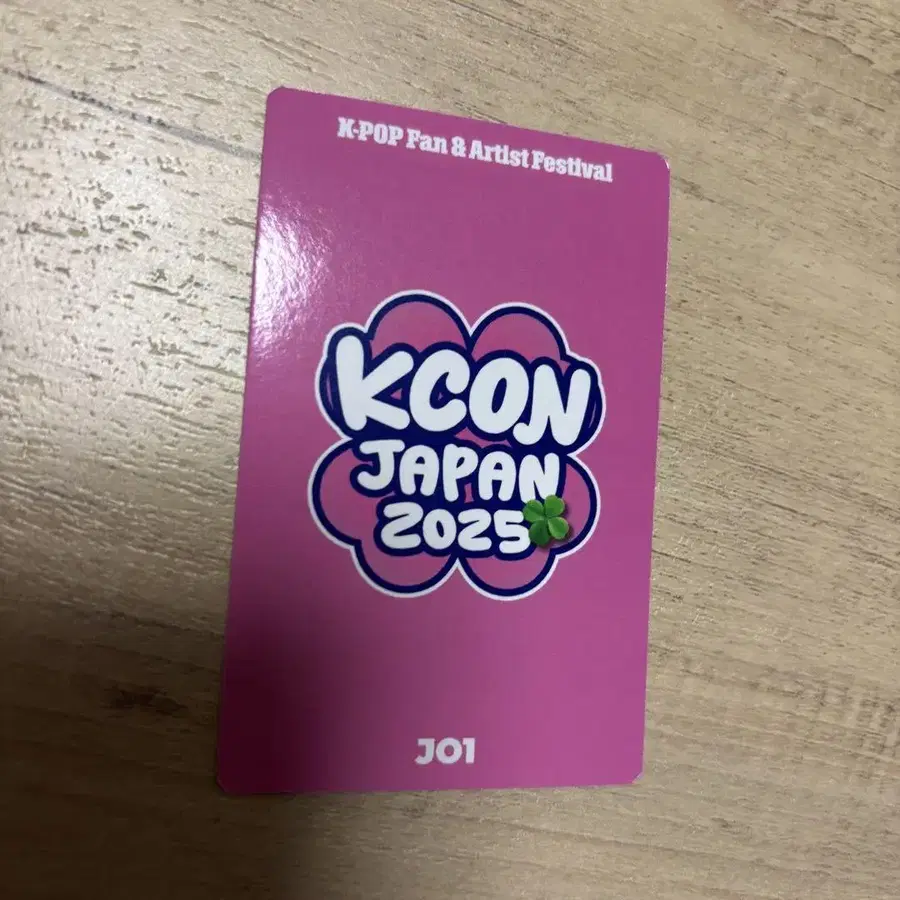 K-POP Fan & Artist Festival
KCON
JAPAN
2025
JO1